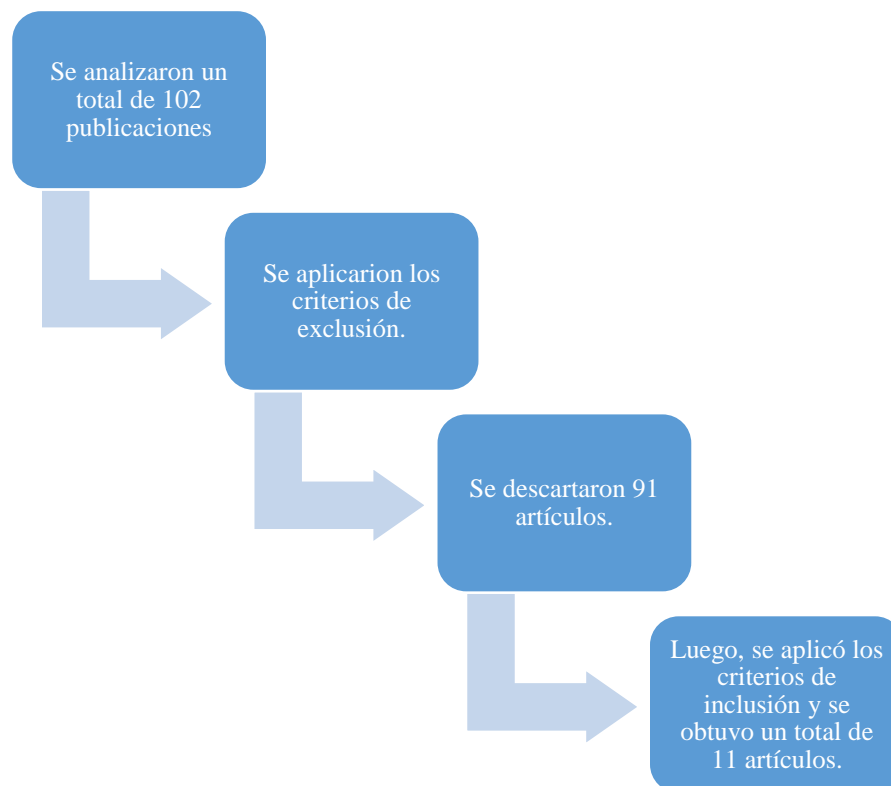 Se analizaron un
total de 102
publicaciones
Se aplicarion los
criterios de
exclusión.
Se descartaron 91
artículos.
Luego, se aplicó los
criterios de
inclusión y se
obtuvo un total de
11 artículos.